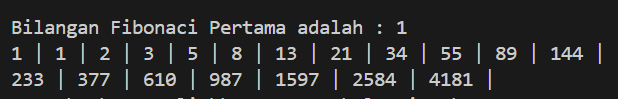 Bilangan Fibonaci Pertama adalah : 1
1 | 1 | 2 | 3 | 5 | 8 | 13 | 21 | 34 | 55 | 89 | 144 |
233 | 377 | 610 | 987 | 1597 | 2584 | 4181 |